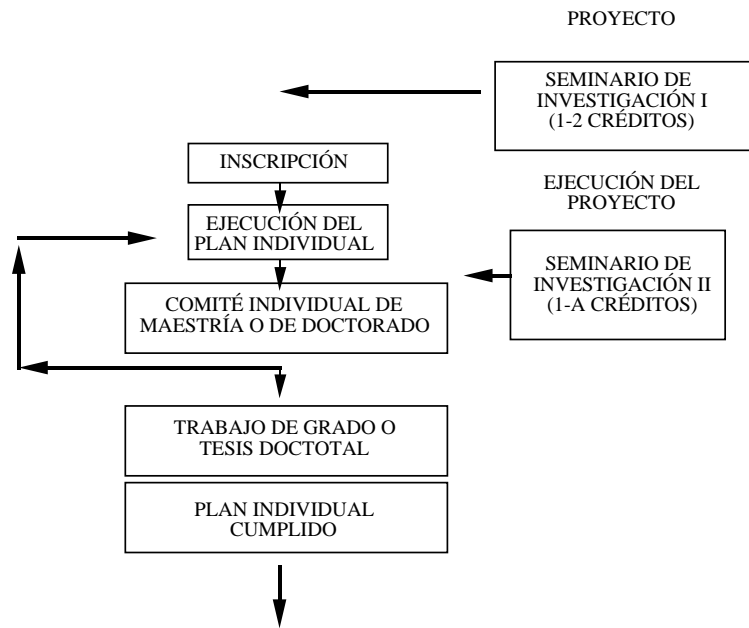 PROYECTO
SEMINARIO DE
INVESTIGACIÓN I
(1-2 CRÉDITOS)
INSCRIPCIÓN
EJECUCIÓN DEL
PROYECTO
EJECUCIÓN DEL
PLAN INDIVIDUAL
SEMINARIO DE
INVESTIGACIÓN II
(1-A CRÉDITOS)
COMITÉ INDIVIDUAL DE
MAESTRÍA O DE DOCTORADO
TRABAJO DE GRADO O
TESIS DOCTOTAL
PLAN INDIVIDUAL
CUMPLIDO